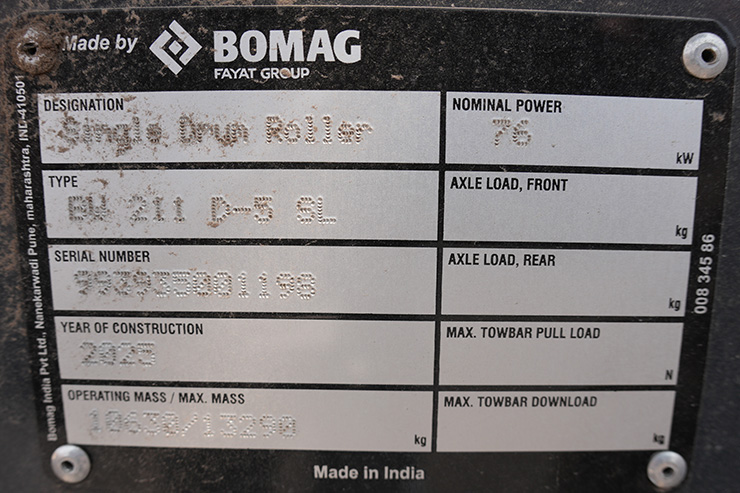 Made by BOMAG
FAYAT GROUP
DESIGNATION
Single Drum Roller
NOMINAL POWER
76
kW
TYPE
BW 211 D-5 SL
AXLE LOAD, FRONT
kg
SERIAL NUMBER
AXLE LOAD, REAR
kg
YEAR OF CONSTRUCTION
2025
MAX. TOWBAR PULL LOAD
N
OPERATING MASS / MAX. MASS
10630/13290
kg
MAX. TOWBAR DOWNLOAD
kg
Made in India
Bomag India Pvt Ltd., Nanekarwadi Pune, maharashtra, IND-410501
008 345 86